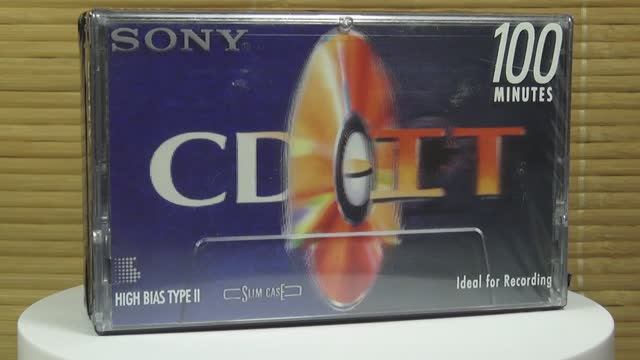 SONY
100
MINUTES
CD-IT
HIGH BIAS TYPE II
SLIM CASE
Ideal for Recording